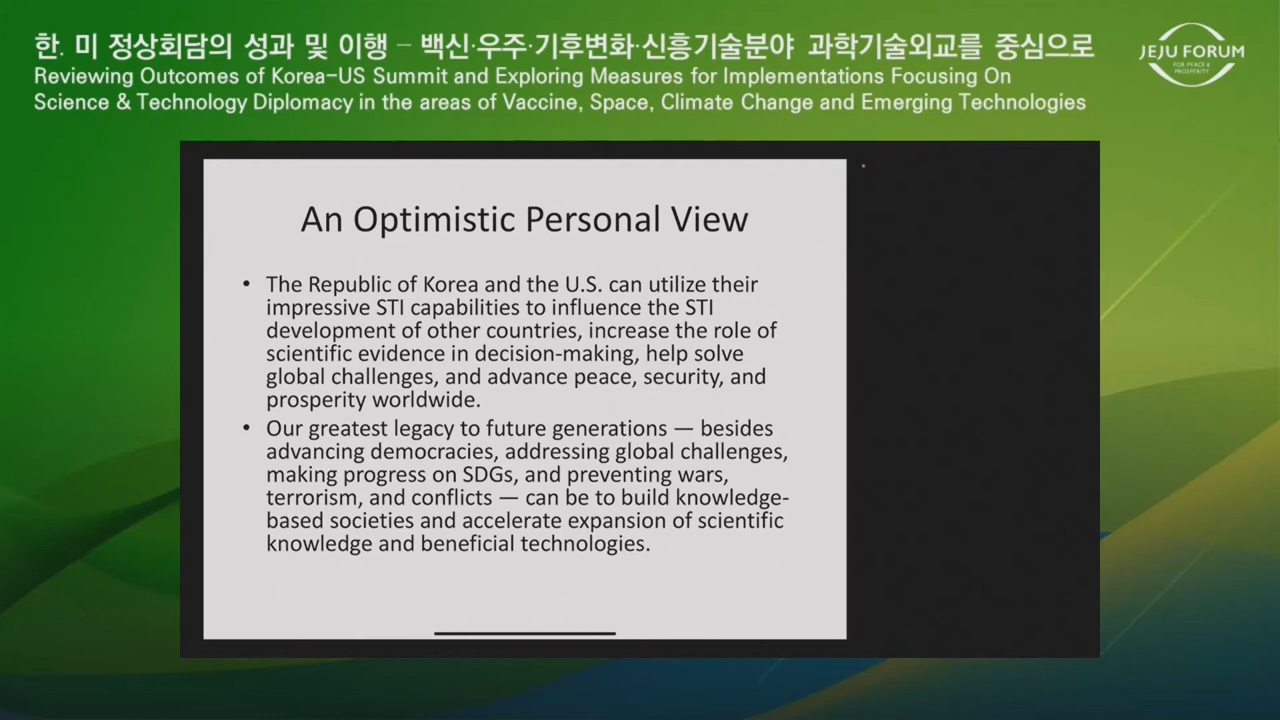 한. 미 정상회담의 성과 및 이행 – 백신·우주·기후변화·신흥기술분야 과학기술외교를 중심으로
Reviewing Outcomes of Korea-US Summit and Exploring Measures for Implementations Focusing On
Science & Technology Diplomacy in the areas of Vaccine, Space, Climate Change and Emerging Technologies
JEJU FORUM
FOR PEACE &
PROSPERITY
An Optimistic Personal View
• The Republic of Korea and the U.S. can utilize their
impressive STI capabilities to influence the STI
development of other countries, increase the role of
scientific evidence in decision-making, help solve
global challenges, and advance peace, security, and
prosperity worldwide.
• Our greatest legacy to future generations — besides
advancing democracies, addressing global challenges,
making progress on SDGs, and preventing wars,
terrorism, and conflicts — can be to build knowledge-
based societies and accelerate expansion of scientific
knowledge and beneficial technologies.